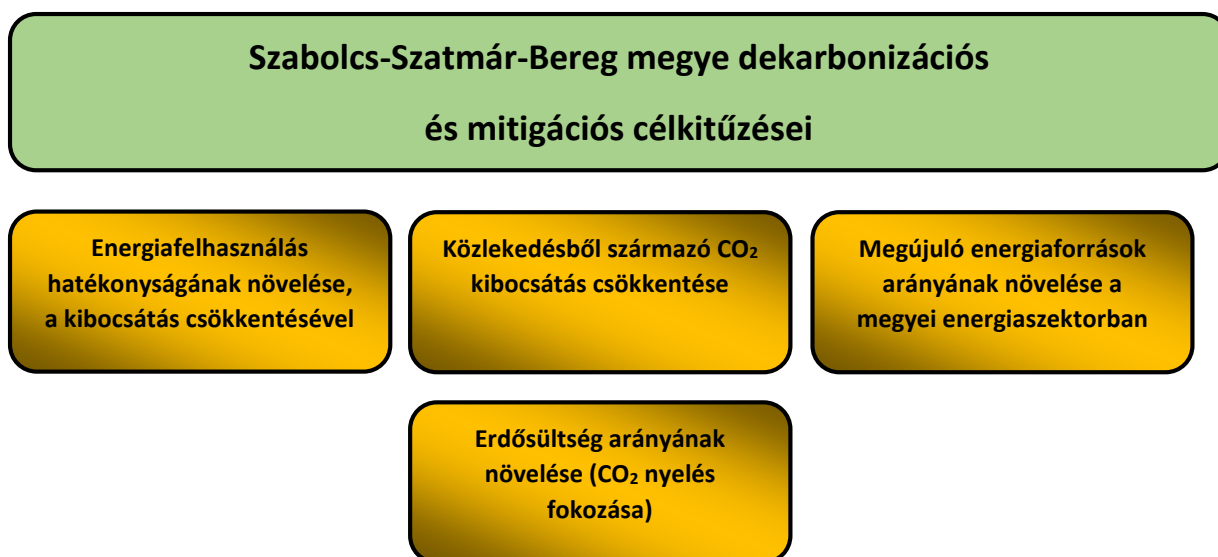 Szabolcs-Szatmár-Bereg megye dekarbonizációs
és mitigációs célkitűzései
Energiafelhasználás
hatékonyságának növelése,
a kibocsátás csökkentésével
Közlekedésből származó CO₂
kibocsátás csökkentése
Megújuló energiaforrások
arányának növelése a
megyei energiaszektorban
Erdősültség arányának
növelése (CO₂ nyelés
fokozása)